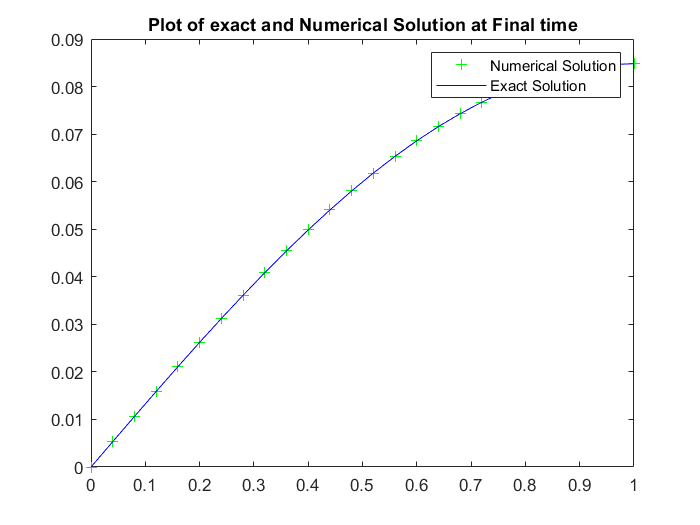 Plot of exact and Numerical Solution at Final time
0.09
0.08
0.07
0.06
0.05
0.04
0.03
0.02
0.01
0
Numerical Solution
Exact Solution
0 0.1 0.2 0.3 0.4 0.5 0.6 0.7 0.8 0.9 1